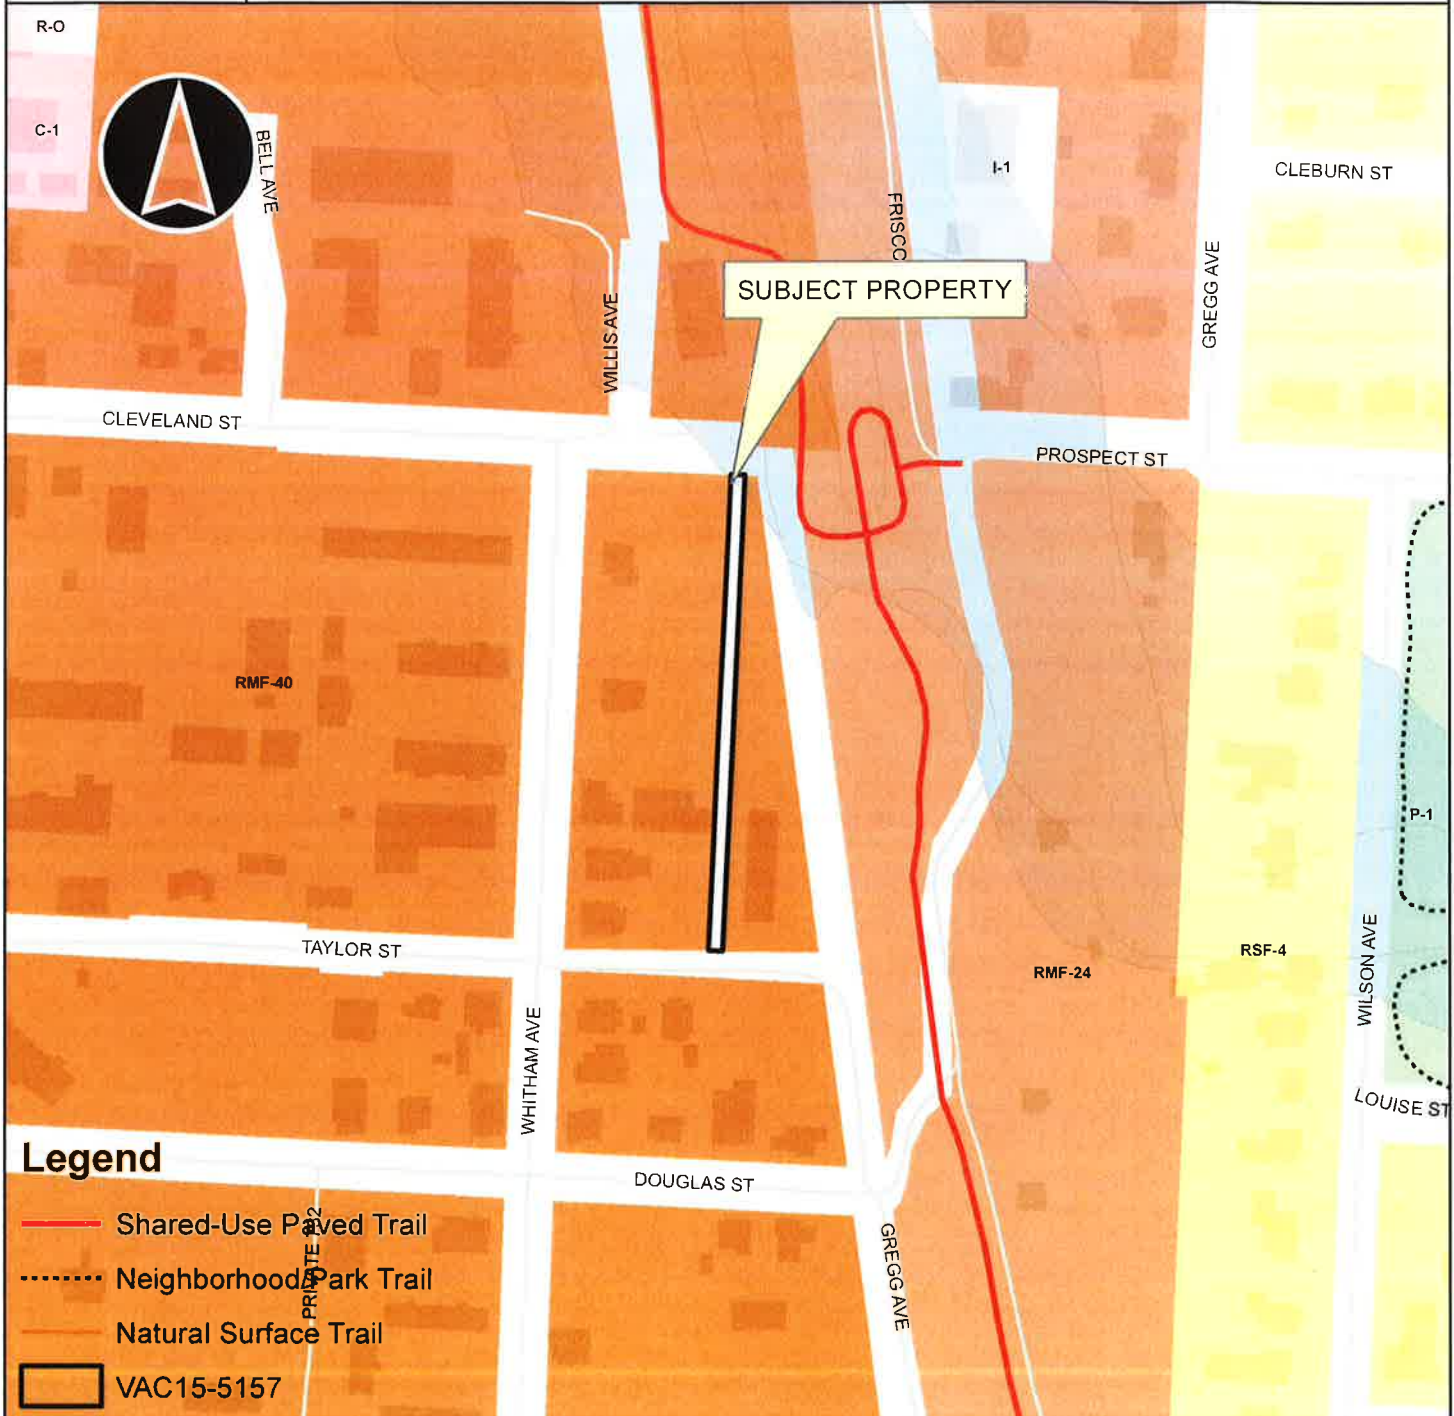 R-O
C-1
BELL AVE
I-1
CLEBURN ST
FRISCO
GREGG AVE
SUBJECT PROPERTY
WILLIS AVE
CLEVELAND ST
PROSPECT ST
RMF-40
P-1
TAYLOR ST
RSF-4
RMF-24
WILSON AVE
WHITHAM AVE
LOUISE ST
DOUGLAS ST
GREGG AVE
Legend
Shared-Use Paved Trail
Neighborhood/Park Trail
Natural Surface Trail
VAC15-5157